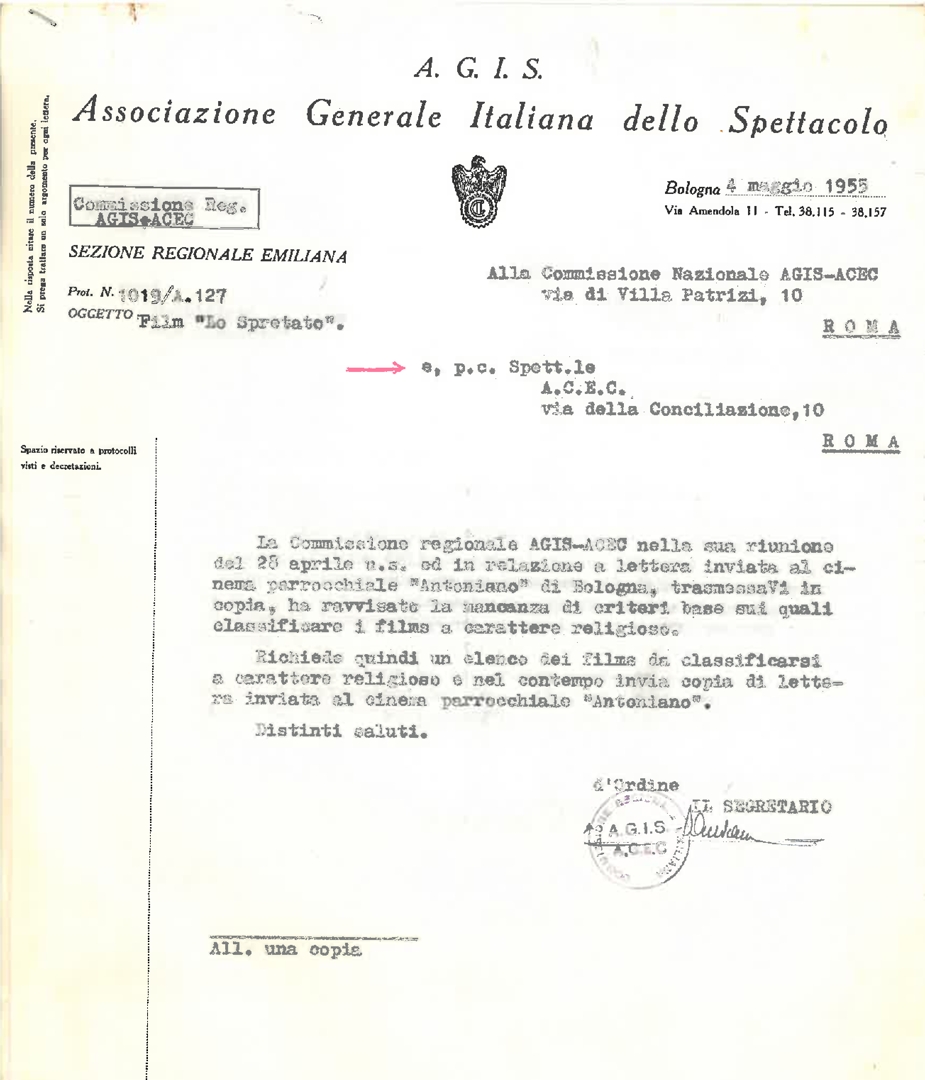 A. G. I. S.
Associazione Generale Italiana dello Spettacolo
Nella risposta citare il numero della presente.
Si prega trattare un solo argomento per ogni lettera.
Commissione Reg.
AGIS-ACEC
Bologna 4 maggio 1955
Via Amendola 11 - Tel. 38.115 - 38.157
SEZIONE REGIONALE EMILIANA
Prot. N. 1019/A.127
OGGETTO: Film "Lo Spretato".
Alla Commissione Nazionale AGIS-ACEC
via di Villa Patrizi, 10
R O M A
e, p.c. Spett.le
A.C.E.C.
via della Conciliazione,10
R O M A
Spazio riservato a protocolli
visti e decretazioni.
La Commissione regionale AGIS-ACEC nella sua riunione
del 28 aprile u.s. ed in relazione a lettera inviata al ci-
nema parrocchiale "Antoniano" di Bologna, trasmessaVi in
copia, ha ravvisato la mancanza di criteri base sui quali
classificare i films a carattere religioso.
Richiede quindi un elenco dei films da classificarsi
a carattere religioso e nel contempo invia copia di lette-
ra inviata al cinema parrocchiale "Antoniano".
Distinti saluti.
d'Ordine
IL SEGRETARIO
A.G.I.S.
A.C.E.C
All. una copia